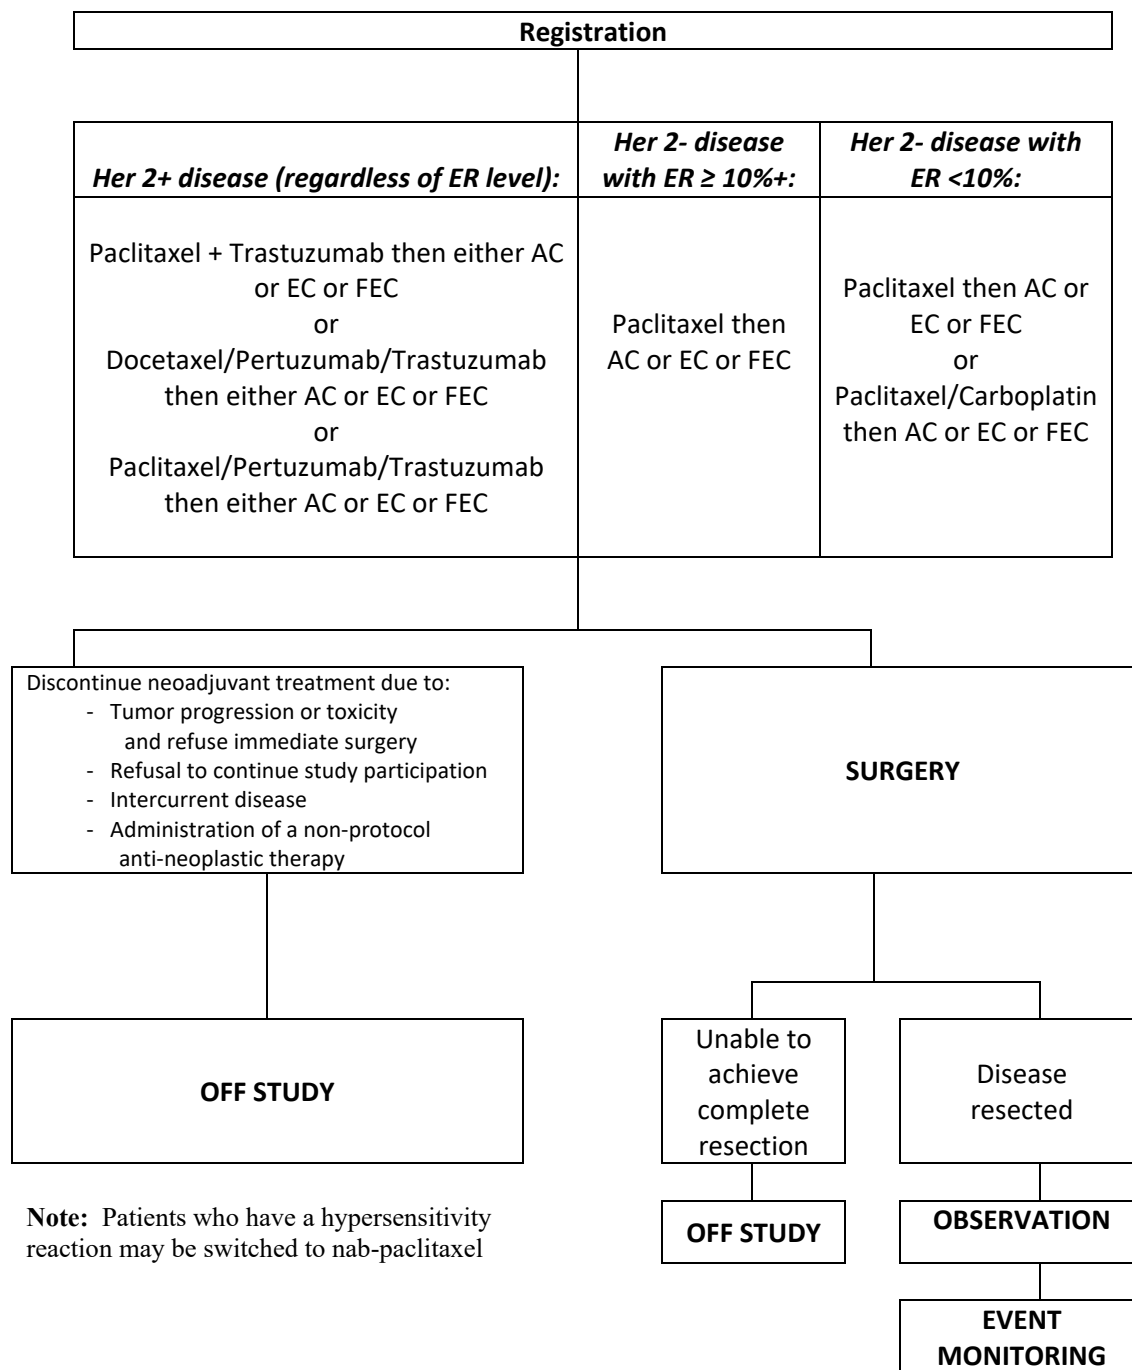 Registration
Her 2+ disease (regardless of ER level):
Her 2- disease
with ER ≥ 10%+:
Her 2- disease with
ER <10%:
Paclitaxel + Trastuzumab then either AC
or EC or FEC
or
Docetaxel/Pertuzumab/Trastuzumab
then either AC or EC or FEC
or
Paclitaxel/Pertuzumab/Trastuzumab
then either AC or EC or FEC
Paclitaxel then
AC or EC or FEC
Paclitaxel then AC or
EC or FEC
or
Paclitaxel/Carboplatin
then AC or EC or FEC
Discontinue neoadjuvant treatment due to:
- Tumor progression or toxicity
and refuse immediate surgery
- Refusal to continue study participation
- Intercurrent disease
- Administration of a non-protocol
anti-neoplastic therapy
SURGERY
OFF STUDY
Unable to
achieve
complete
resection
Disease
resected
OFF STUDY
OBSERVATION
EVENT
MONITORING
Note: Patients who have a hypersensitivity
reaction may be switched to nab-paclitaxel